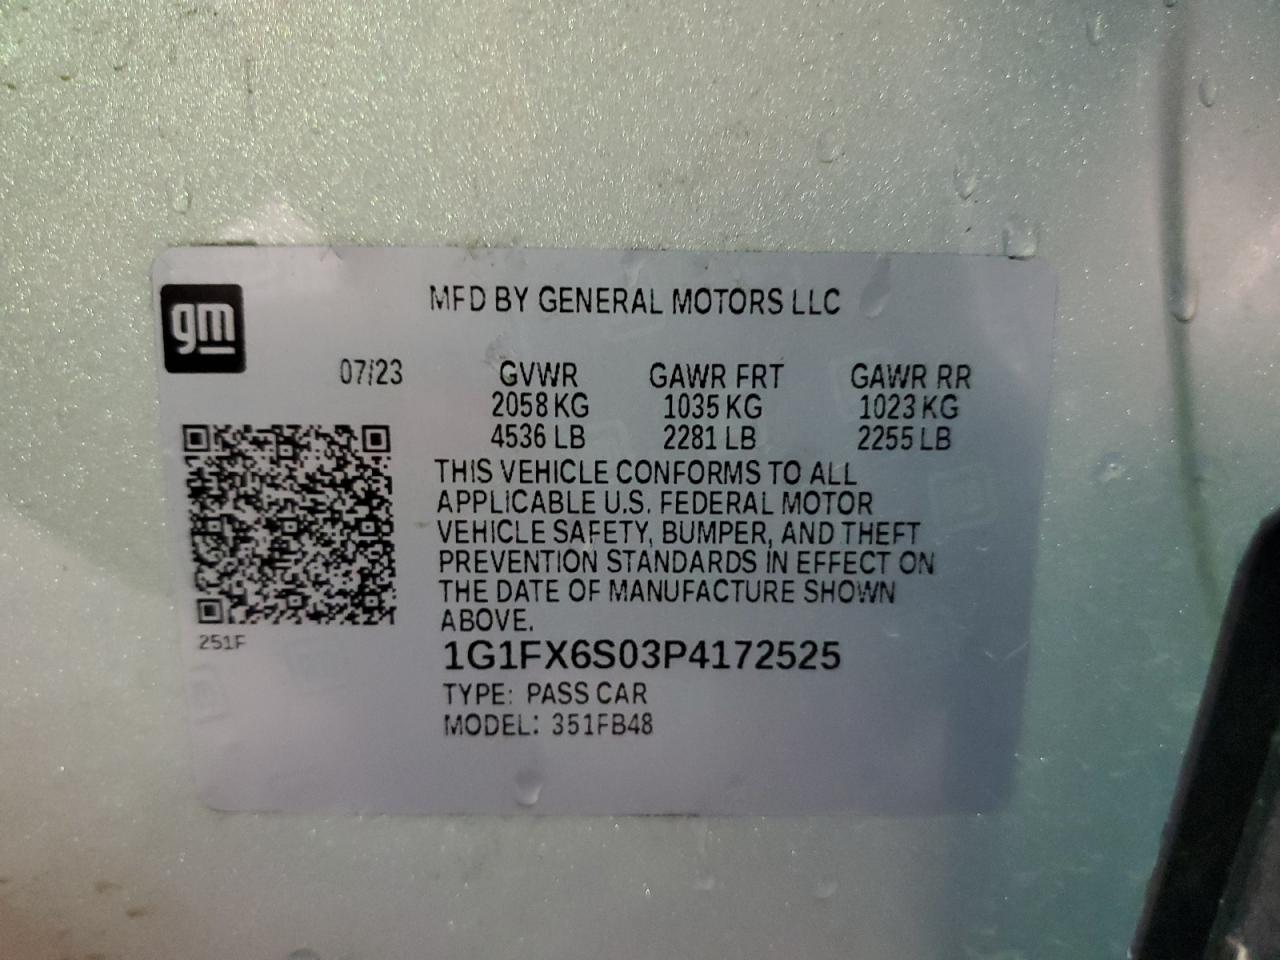 MFD BY GENERAL MOTORS LLC
gm
07/23 GVWR GAWR FRT GAWR RR
2058 KG 1035 KG 1023 KG
4536 LB 2281 LB 2255 LB
THIS VEHICLE CONFORMS TO ALL
APPLICABLE U.S. FEDERAL MOTOR
VEHICLE SAFETY, BUMPER, AND THEFT
PREVENTION STANDARDS IN EFFECT ON
THE DATE OF MANUFACTURE SHOWN
ABOVE.
251F
1G1FX6S03P4172525
TYPE: PASS CAR
MODEL: 351FB48